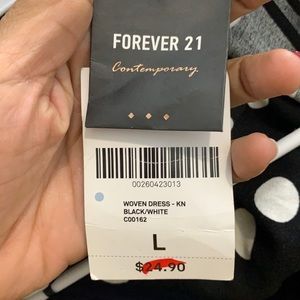 FOREVER 21
Contemporary
00260423013
WOVEN DRESS - KN
BLACK/WHITE
C00162
L
$24.90